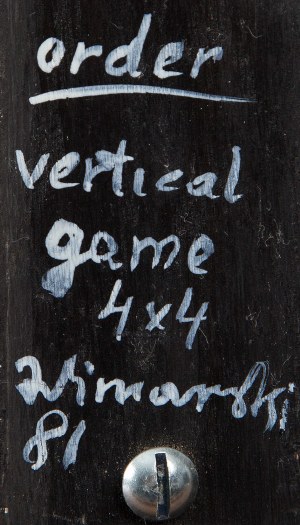 order
vertical
game
4x4
Winiarski
81